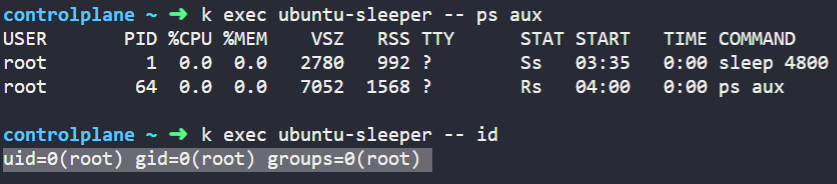 controlplane ~ ➜ k exec ubuntu-sleeper -- ps aux
USER PID %CPU %MEM VSZ RSS TTY STAT START TIME COMMAND
root 1 0.0 0.0 2780 992 ? Ss 03:35 0:00 sleep 4800
root 64 0.0 0.0 7052 1568 ? Rs 04:00 0:00 ps aux
controlplane ~ ➜ k exec ubuntu-sleeper -- id
uid=0(root) gid=0(root) groups=0(root)